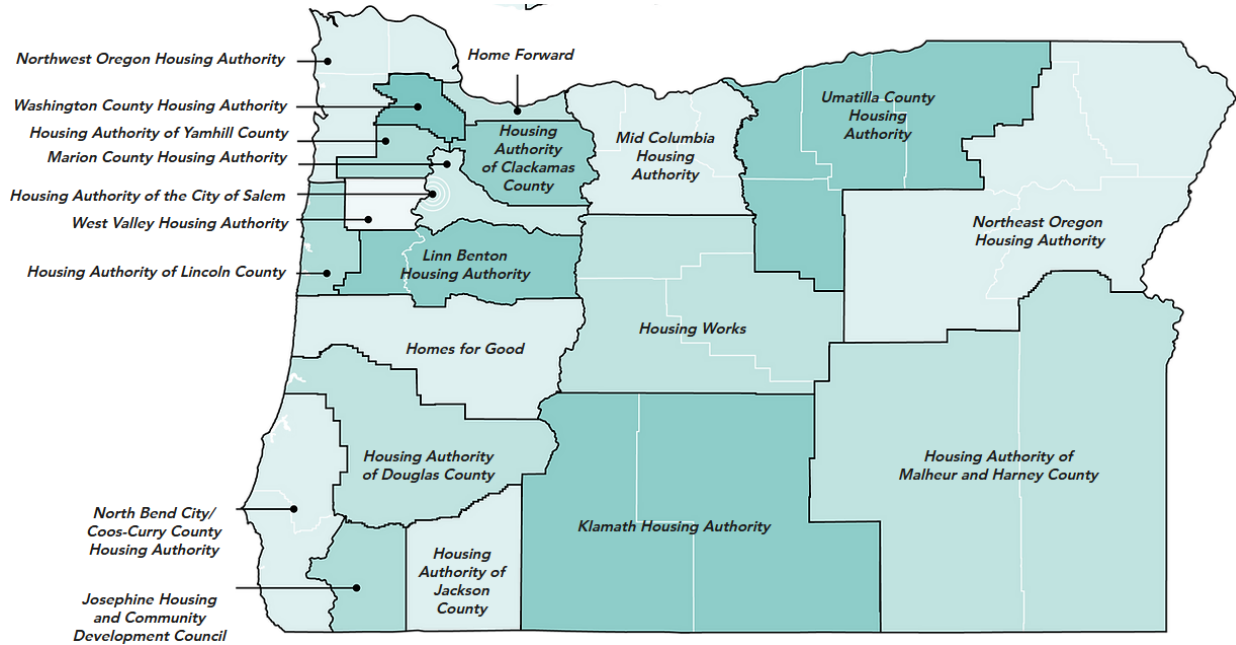 Northwest Oregon Housing Authority
Home Forward
Washington County Housing Authority
Housing Authority of Yamhill County
Marion County Housing Authority
Housing Authority of the City of Salem
West Valley Housing Authority
Housing Authority of Lincoln County
Housing
Authority
of Clackamas
County
Mid Columbia
Housing
Authority
Umatilla County
Housing
Authority
Northeast Oregon
Housing Authority
Linn Benton
Housing Authority
Housing Works
Homes for Good
Housing Authority
of Douglas County
Housing Authority of
Malheur and Harney County
Klamath Housing Authority
North Bend City/
Coos-Curry County
Housing Authority
Housing
Authority of
Jackson
County
Josephine Housing
and Community
Development Council